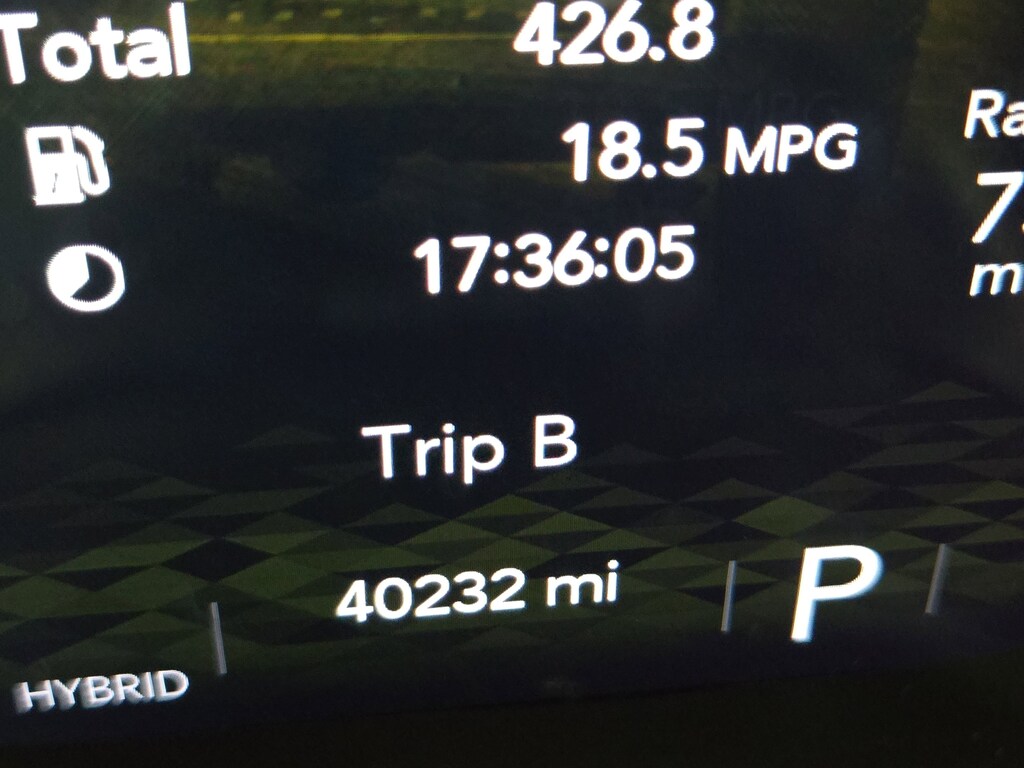 Total 426.8
18.5 MPG
17:36:05
Trip B
40232 mi
P
HYBRID